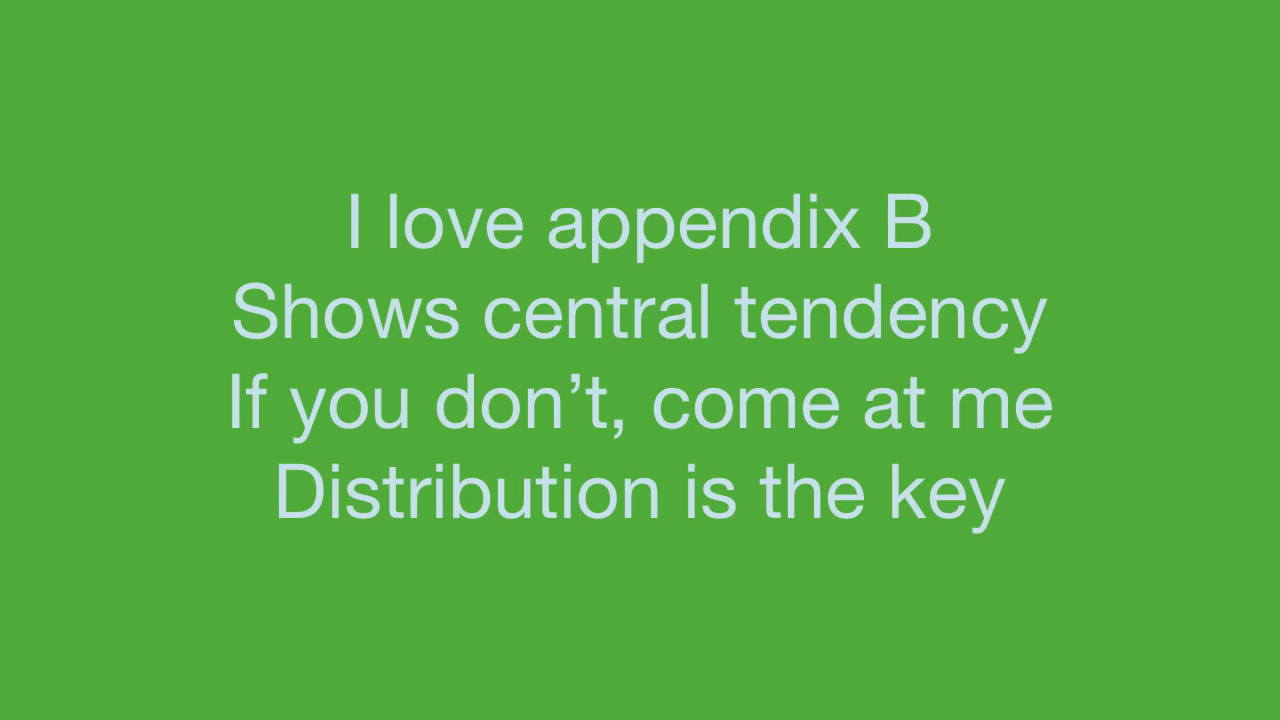 I love appendix B
Shows central tendency
If you don’t, come at me
Distribution is the key